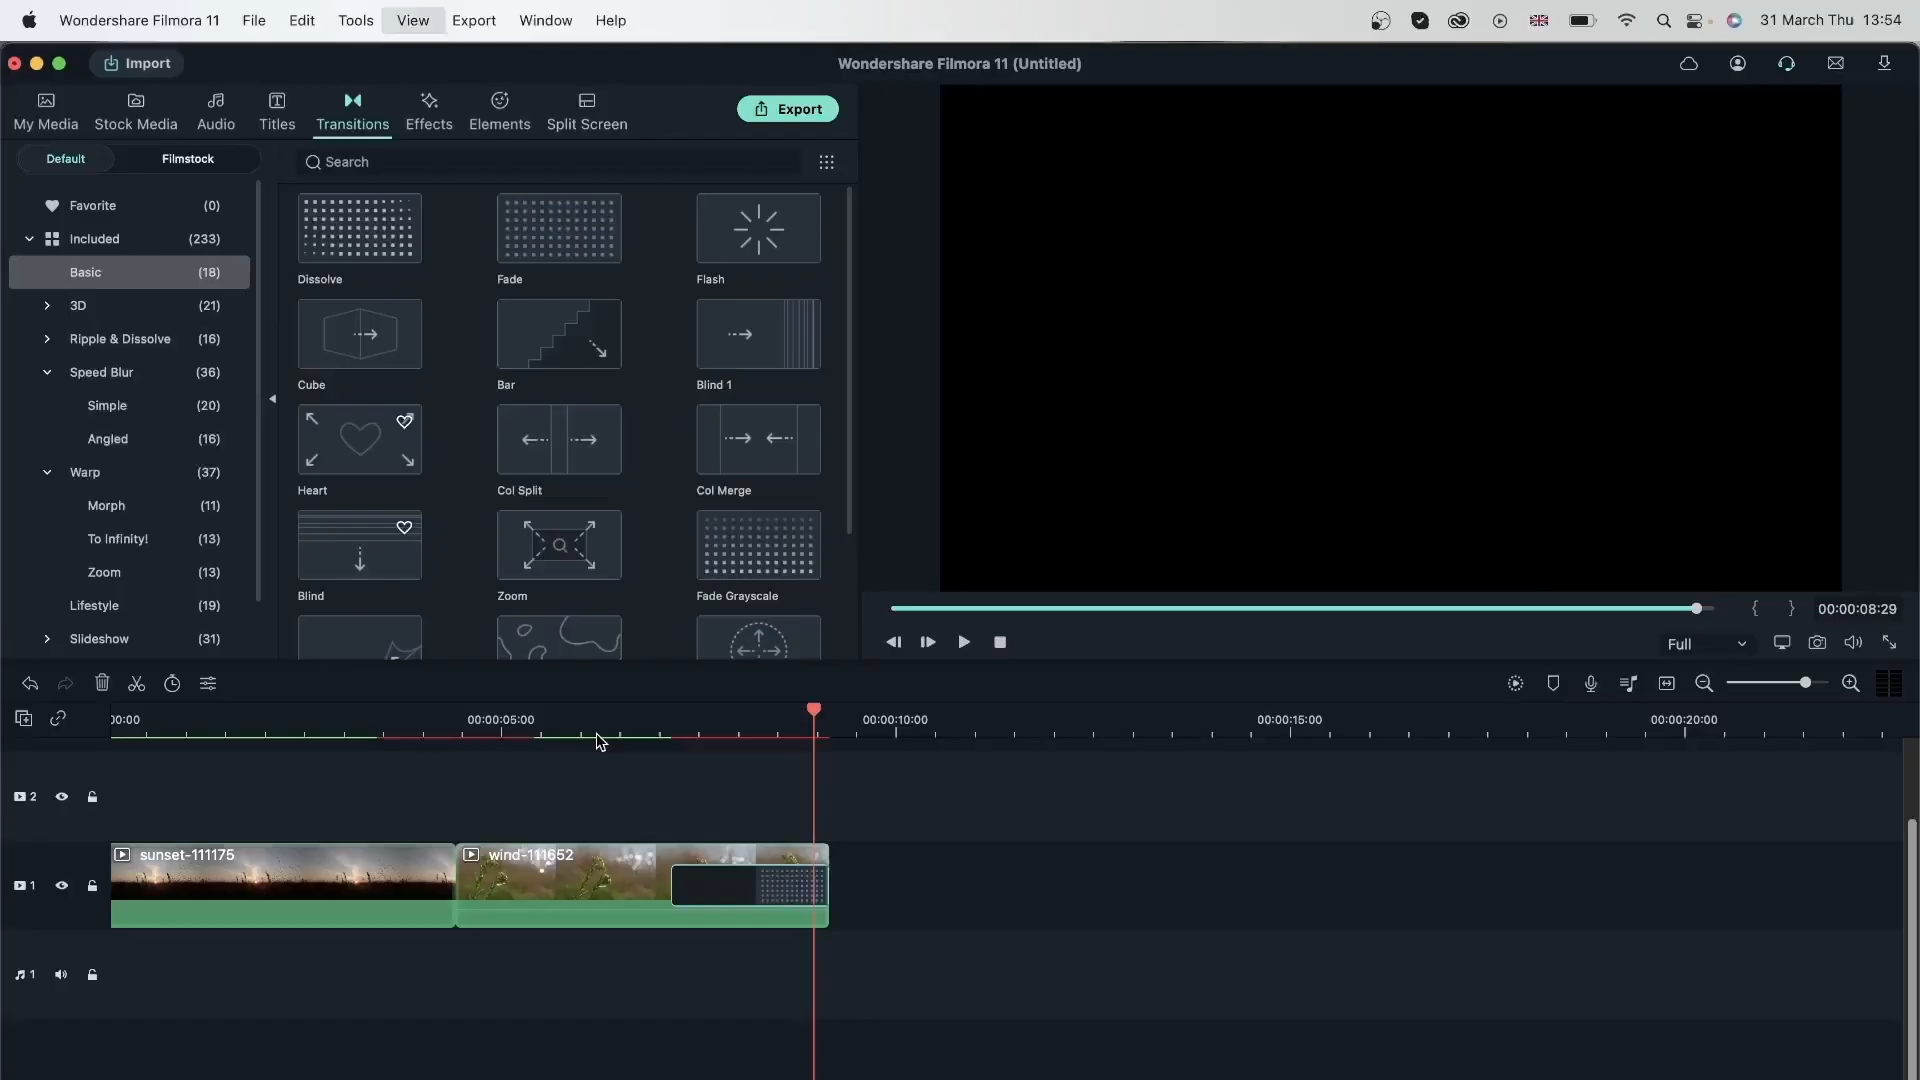 Wondershare Filmora 11 File Edit Tools View Export Window Help 31 March Thu 13:54
Import Wondershare Filmora 11 (Untitled)
My Media Stock Media Audio Titles Transitions Effects Elements Split Screen Export
Default Filmstock Search
Favorite (0)
Included (233)
Basic (18)
3D (21)
Ripple & Dissolve (16)
Speed Blur (36)
Simple (20)
Angled (16)
Warp (37)
Morph (11)
To Infinity! (13)
Zoom (13)
Lifestyle (19)
Slideshow (31)
Dissolve Fade Flash
Cube Bar Blind 1
Heart Col Split Col Merge
Blind Zoom Fade Grayscale
{ } 00:00:08:29
Full
00:00 00:00:05:00 00:00:10:00 00:00:15:00 00:00:20:00
2
sunset-111175 wind-111652
1
1